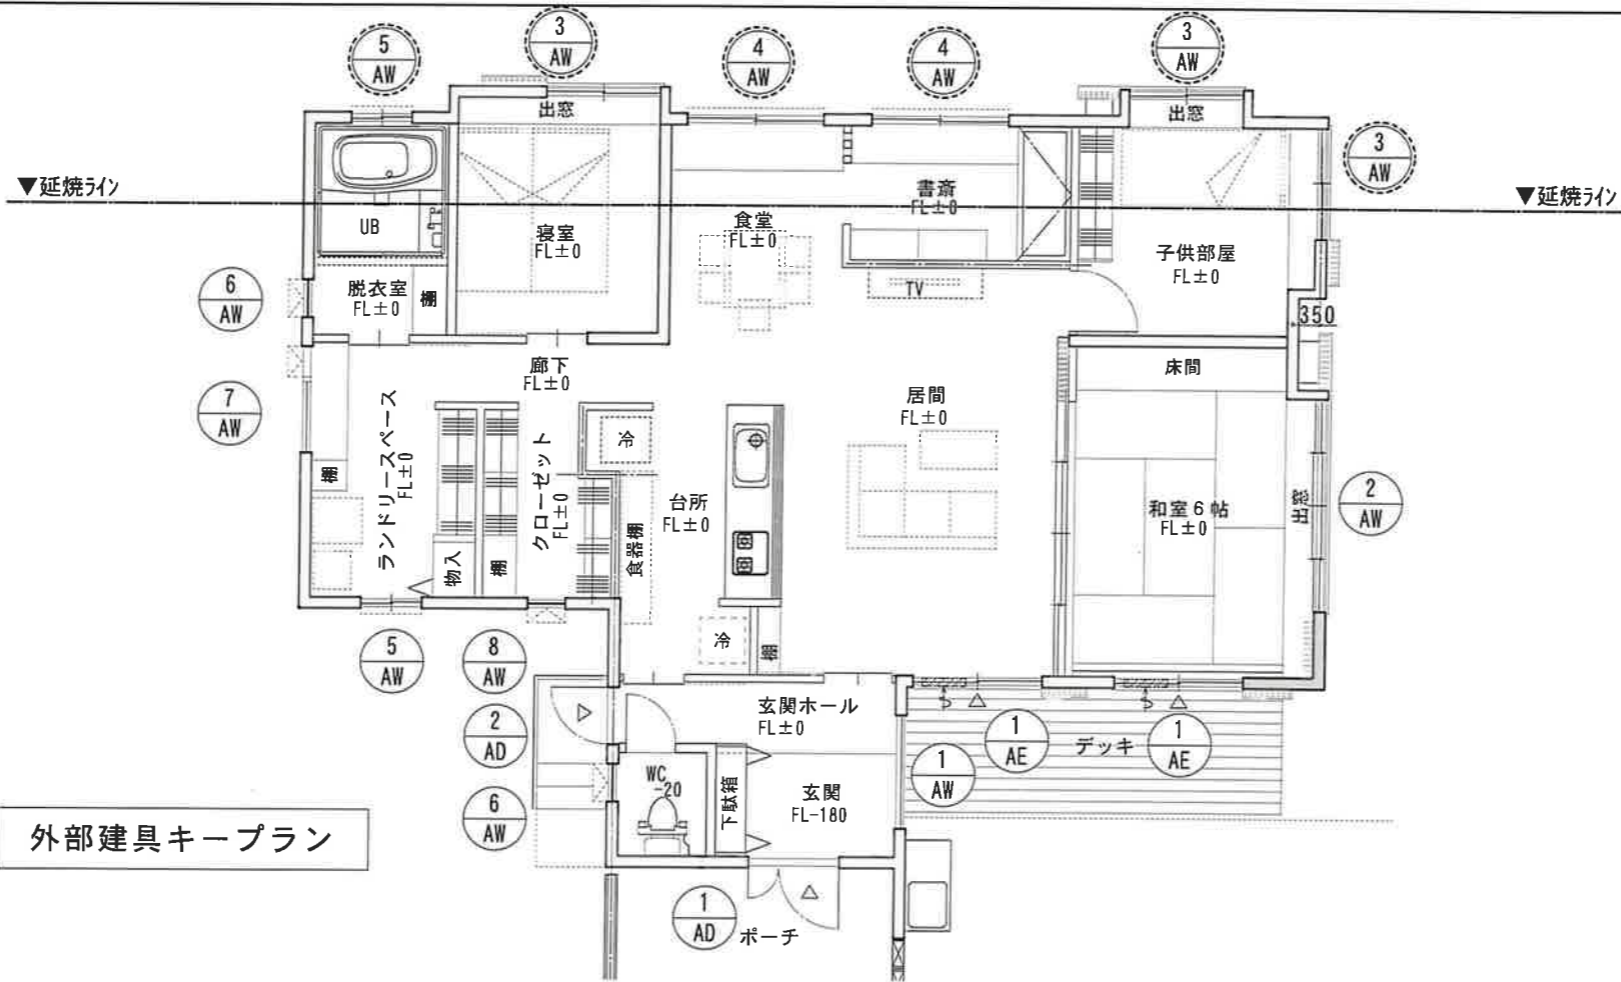 5
AW
3
AW
4
AW
4
AW
3
AW
出窓
出窓
3
AW
▼延焼ライン
▼延焼ライン
UB
寝室
FL±0
食堂
FL±0
書斎
FL±0
子供部屋
FL±0
TV
6
AW
脱衣室
FL±0
棚
350
廊下
FL±0
床間
7
AW
ランドリースペース
FL±0
クローゼット
FL±0
冷
居間
FL±0
棚
台所
FL±0
和室6帖
FL±0
出窓
2
AW
物入
棚
食器棚
冷
棚
5
AW
8
AW
2
AD
玄関ホール
FL±0
1
AE
デッキ
1
AE
1
AW
WC
-20
下駄箱
玄関
FL-180
6
AW
外部建具キープラン
1
AD
ポーチ